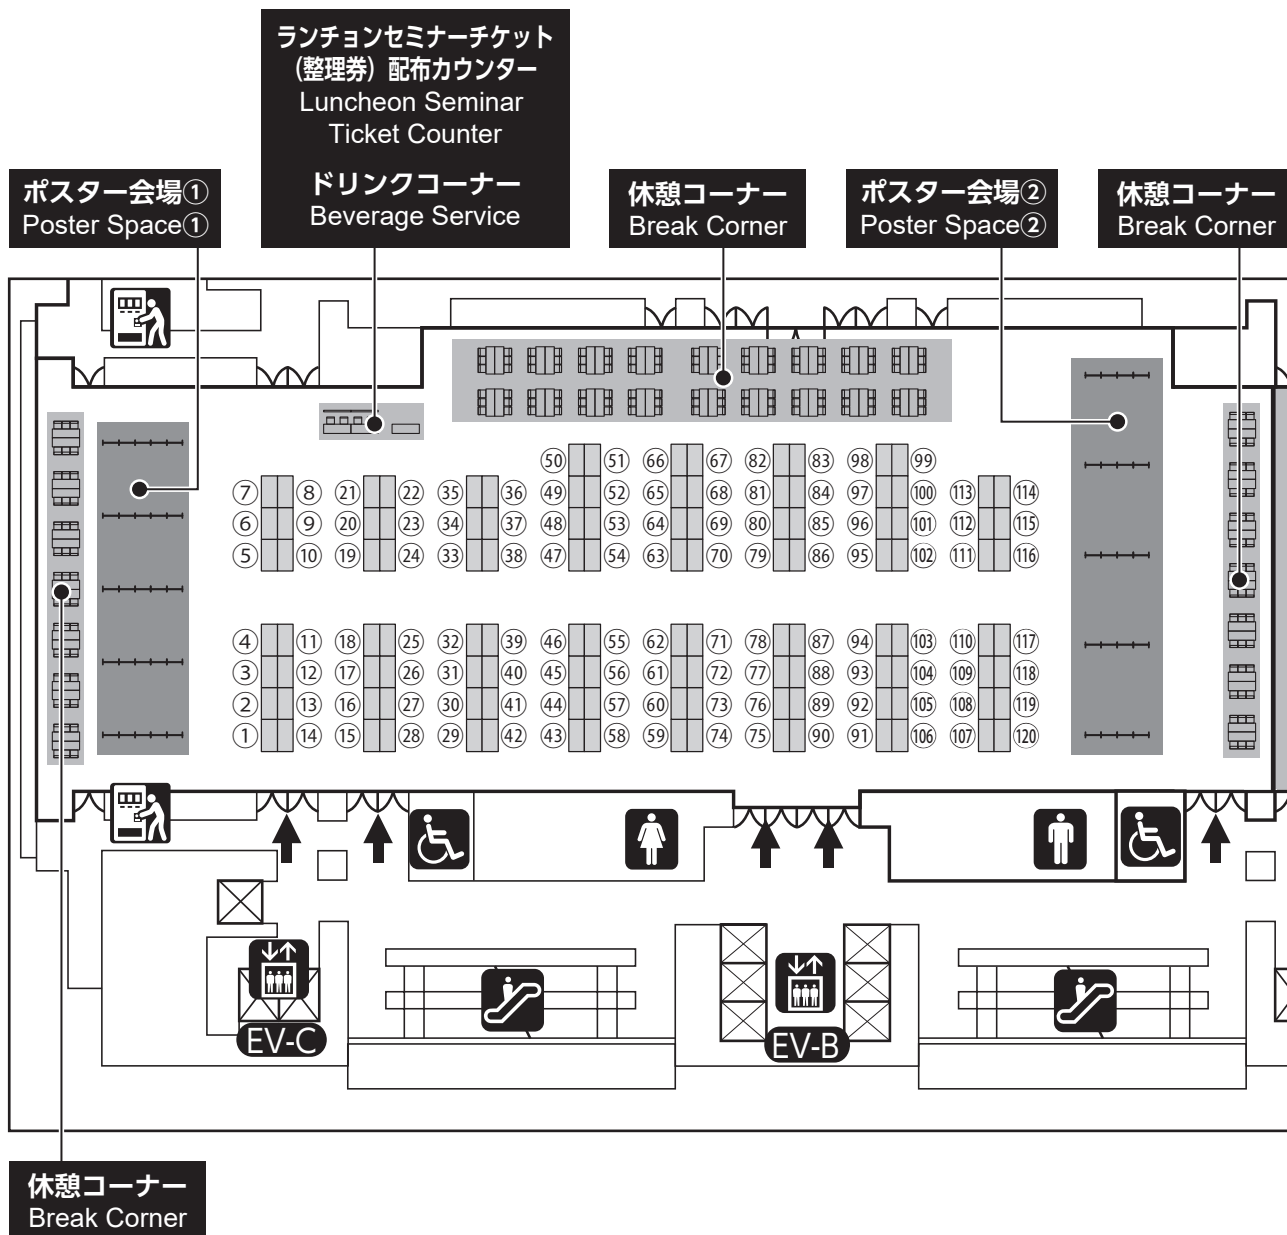 ランチョンセミナーチケット
（整理券）配布カウンター
Luncheon Seminar
Ticket Counter
ドリンクコーナー
Beverage Service
ポスター会場①
Poster Space①
休憩コーナー
Break Corner
ポスター会場②
Poster Space②
休憩コーナー
Break Corner
㊿ 51 66 67 82 83 98 99
⑦ ⑧ ㉑ ㉒ ㉟ ㊱ ㊾ 52 65 68 81 84 97 100 113 114
⑥ ⑨ ⑳ ㉓ ㉞ ㊲ ㊽ 53 64 69 80 85 96 101 112 115
⑤ ⑩ ⑲ ㉔ ㉝ ㊳ ㊼ 54 63 70 79 86 95 102 111 116
④ ⑪ ⑱ ㉕ ㉜ ㊴ ㊻ 55 62 71 78 87 94 103 110 117
③ ⑫ ⑰ ㉖ ㉛ ㊵ ㊺ 56 61 72 77 88 93 104 109 118
② ⑬ ⑯ ㉗ ㉚ ㊶ ㊹ 57 60 73 76 89 92 105 108 119
① ⑭ ⑮ ㉘ ㉙ ㊷ ㊸ 58 59 74 75 90 91 106 107 120
EV-C
EV-B
休憩コーナー
Break Corner